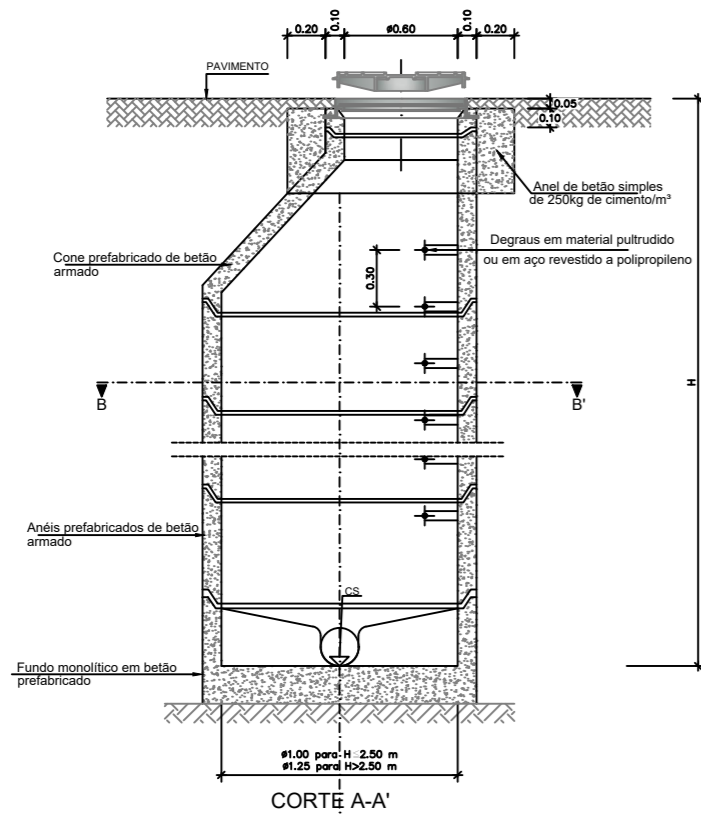 0.20
0.10
ø0.60
0.10
0.20
PAVIMENTO
0.05
0.10
Anel de betão simples
de 250kg de cimento/m³
Degraus em material pultrudido
ou em aço revestido a polipropileno
Cone prefabricado de betão
armado
0.30
H
B
B'
Anéis prefabricados de betão
armado
CS
Fundo monolítico em betão
prefabricado
ø1.00 para H≤2.50 m
ø1.25 para H>2.50 m
CORTE A-A'